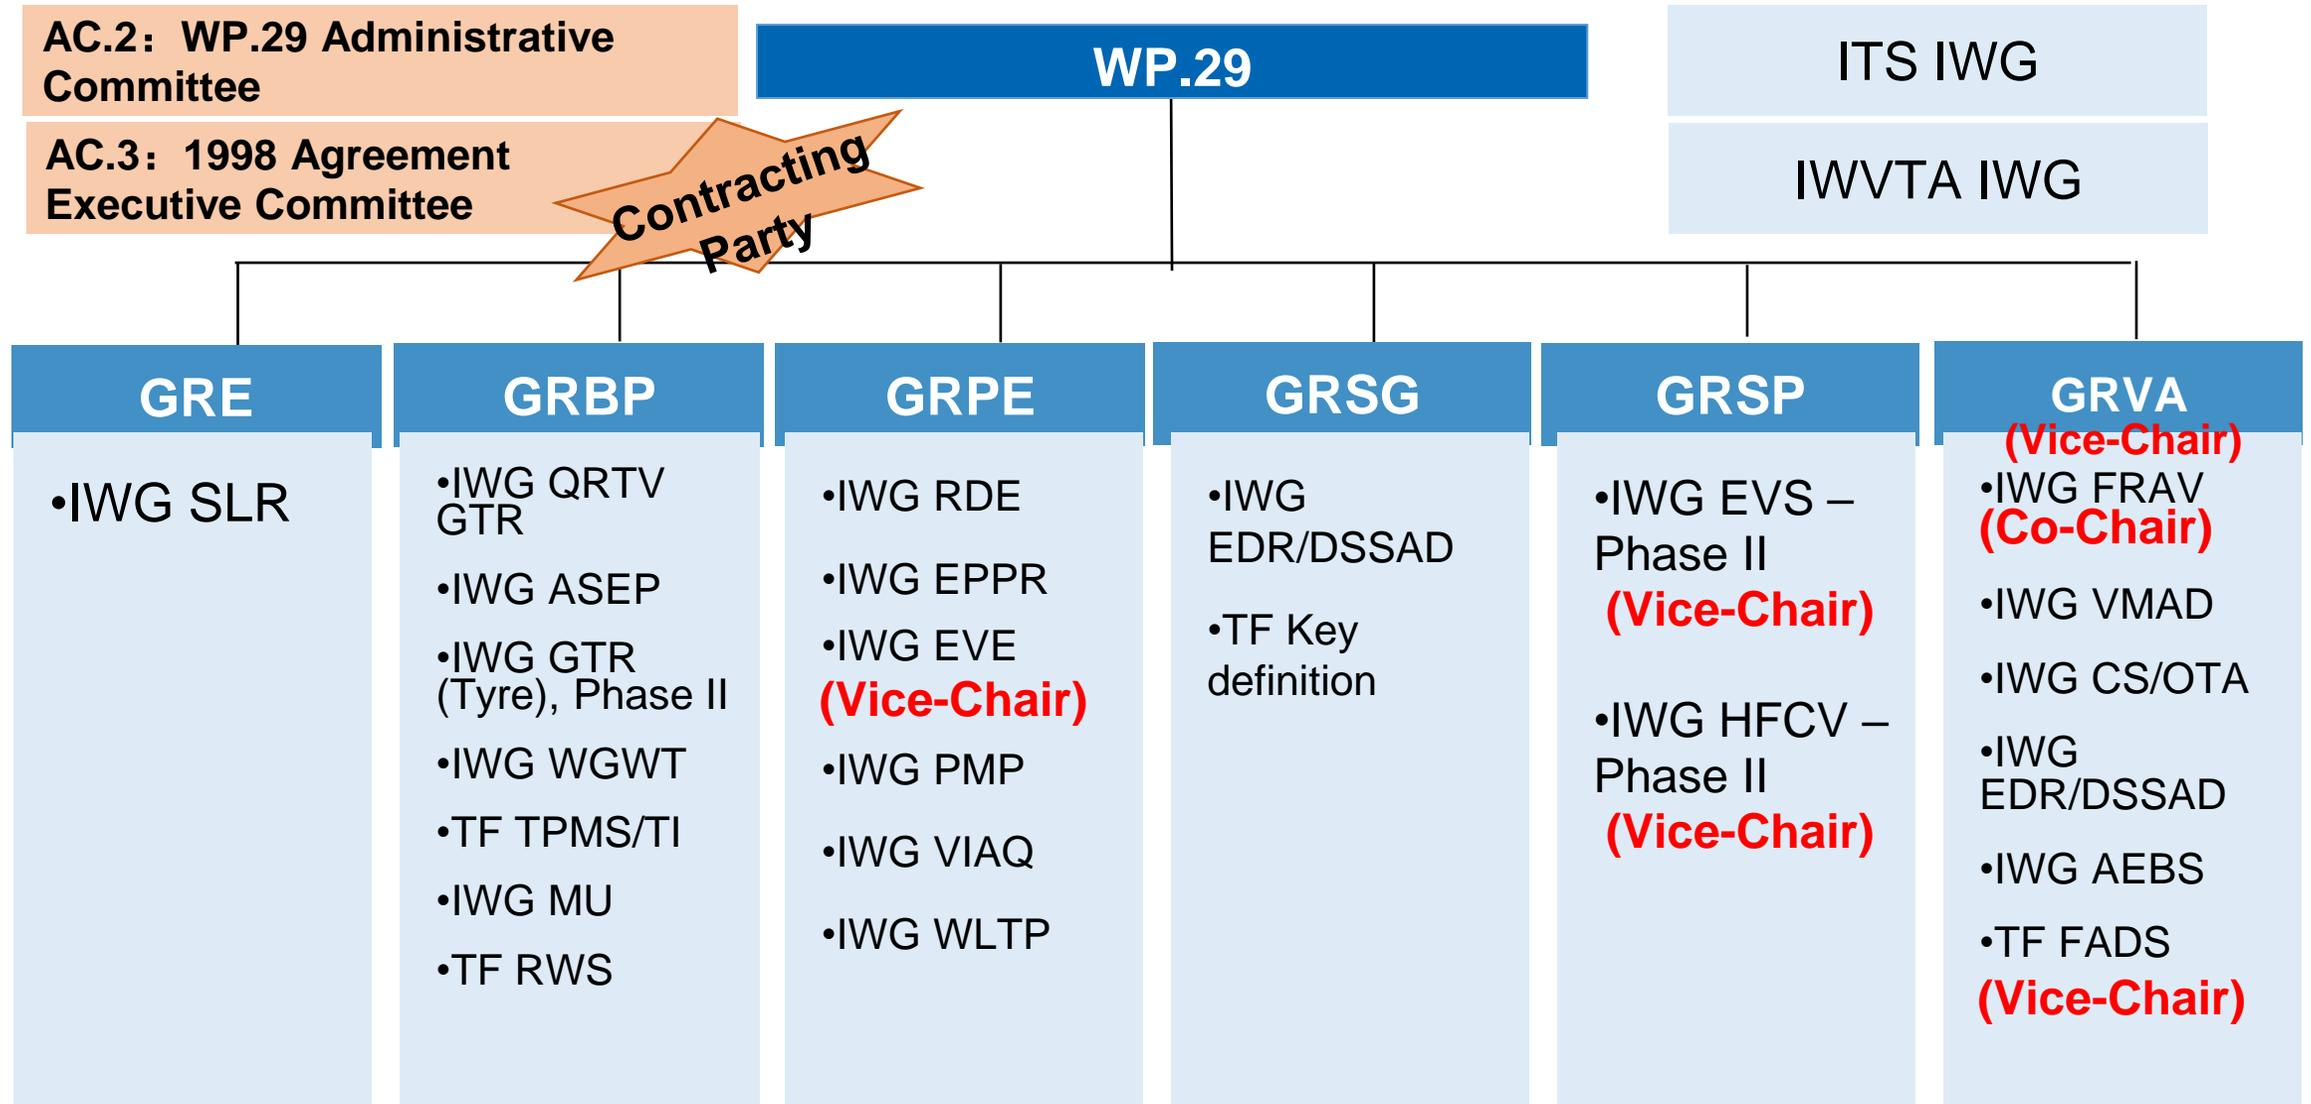 AC.2：WP.29 Administrative
Committee
AC.3：1998 Agreement
Executive Committee
Contracting
Party
WP.29
ITS IWG
IWVTA IWG
GRE
•IWG SLR
GRBP
•IWG QRTV
GTR
•IWG ASEP
•IWG GTR
(Tyre), Phase II
•IWG WGWT
•TF TPMS/TI
•IWG MU
•TF RWS
GRPE
•IWG RDE
•IWG EPPR
•IWG EVE
(Vice-Chair)
•IWG PMP
•IWG VIAQ
•IWG WLTP
GRSG
•IWG
EDR/DSSAD
•TF Key
definition
GRSP
•IWG EVS –
Phase II
(Vice-Chair)
•IWG HFCV –
Phase II
(Vice-Chair)
GRVA
(Vice-Chair)
•IWG FRAV
(Co-Chair)
•IWG VMAD
•IWG CS/OTA
•IWG
EDR/DSSAD
•IWG AEBS
•TF FADS
(Vice-Chair)